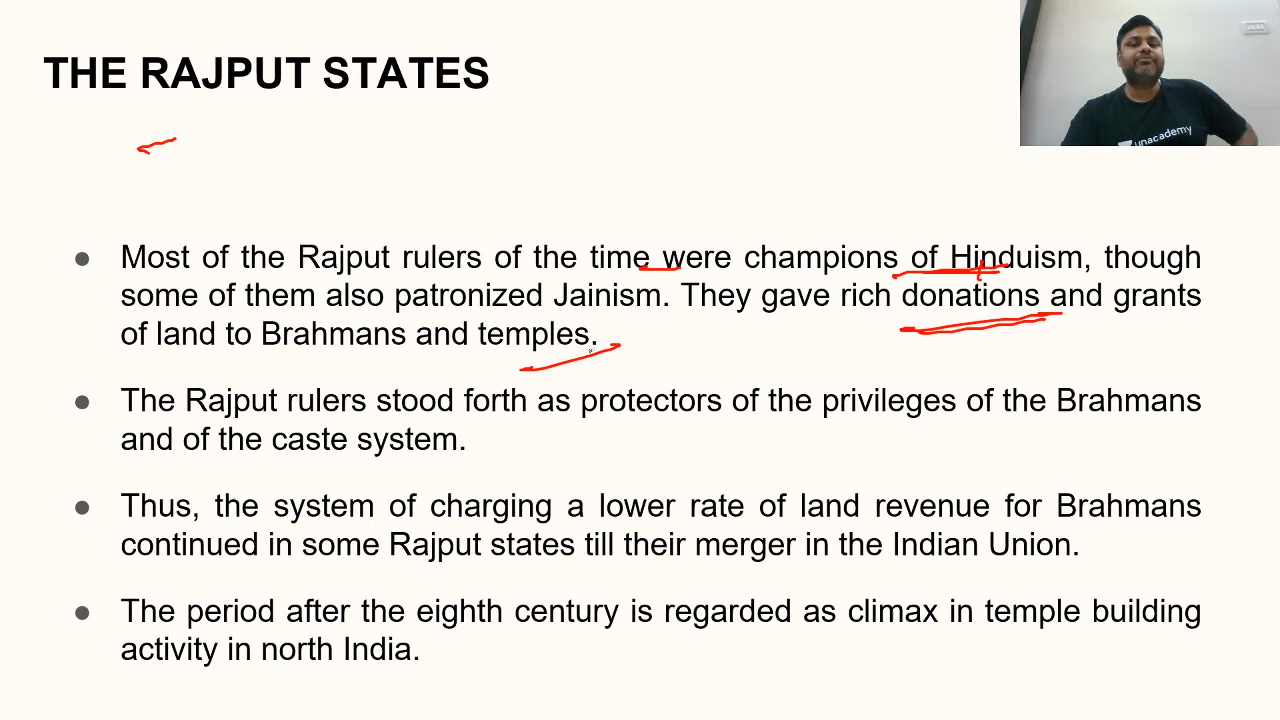 THE RAJPUT STATES
unacademy
● Most of the Rajput rulers of the time were champions of Hinduism, though
some of them also patronized Jainism. They gave rich donations and grants
of land to Brahmans and temples.
● The Rajput rulers stood forth as protectors of the privileges of the Brahmans
and of the caste system.
● Thus, the system of charging a lower rate of land revenue for Brahmans
continued in some Rajput states till their merger in the Indian Union.
● The period after the eighth century is regarded as climax in temple building
activity in north India.